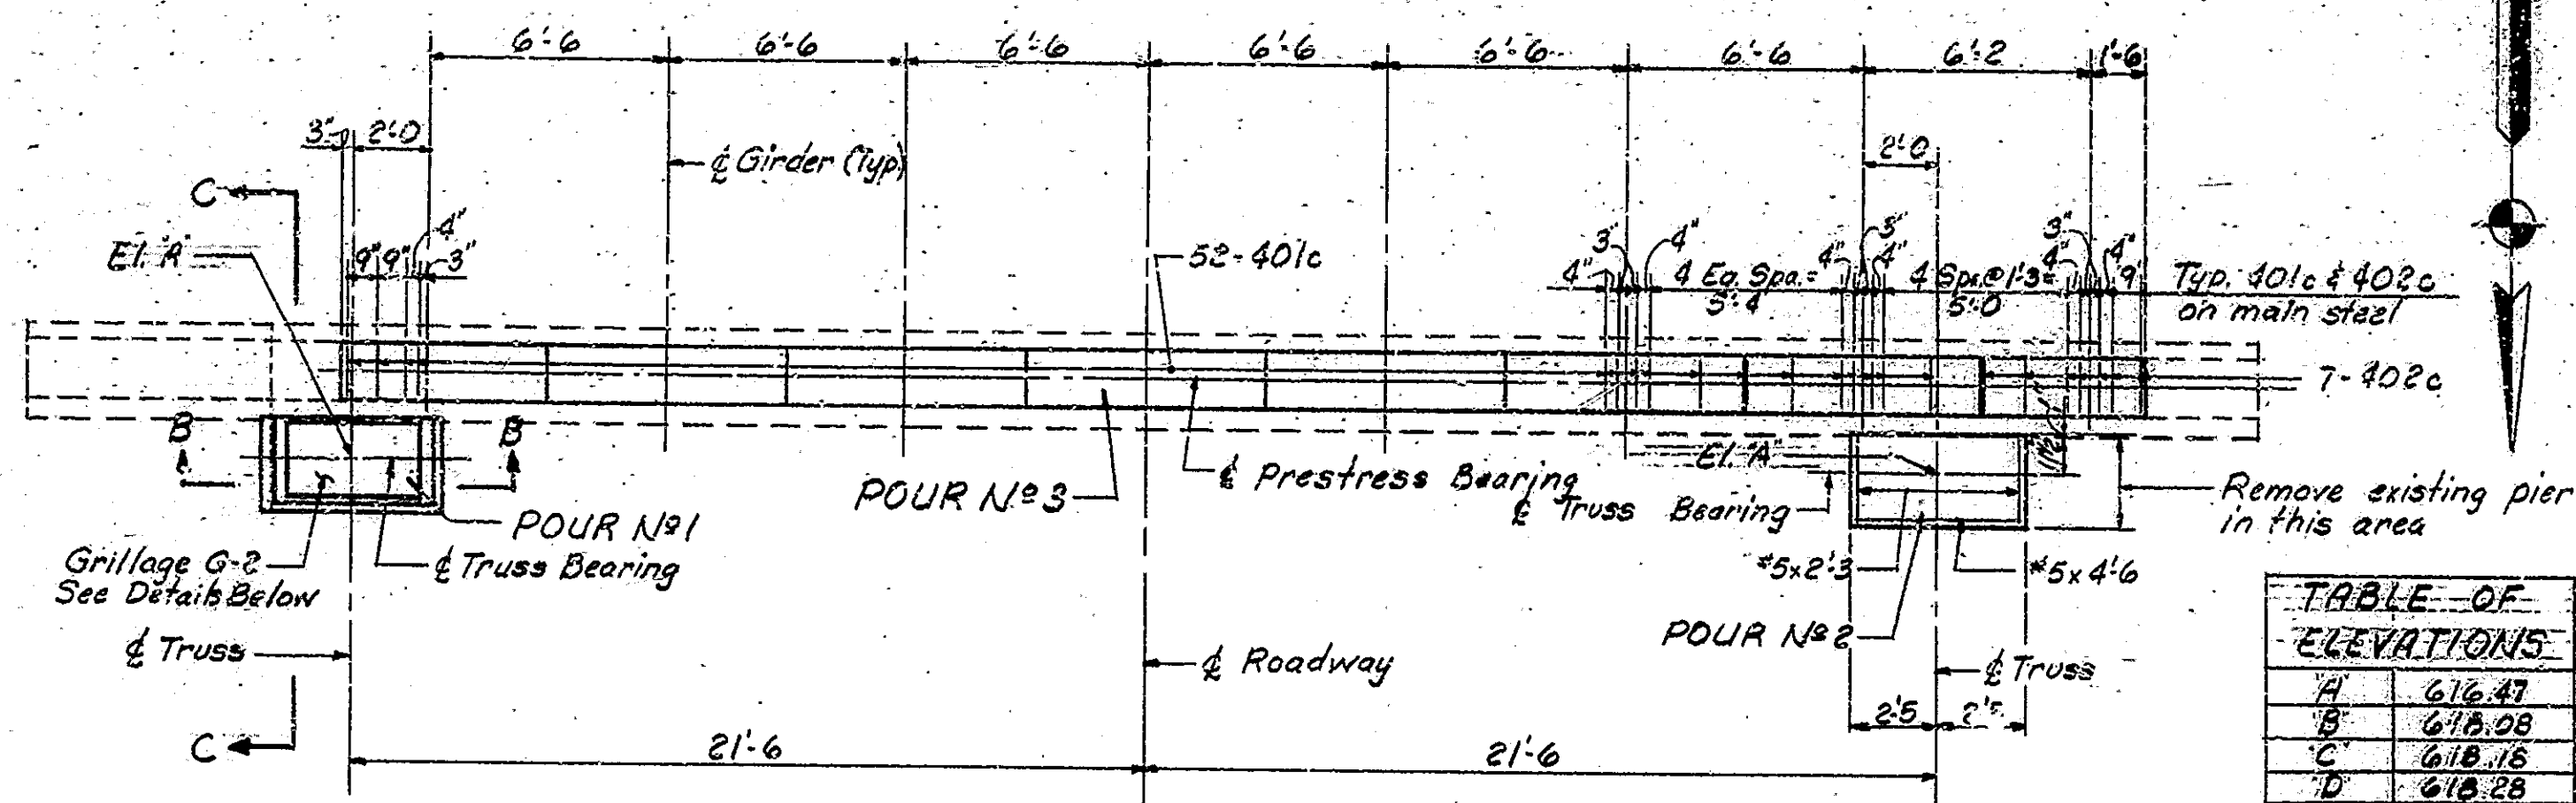 6'-6 6'-6 6'-6 6'-6 6'-6 6'-6 6'-2 1'-6
3" 2'-0
℄ Girder (Typ)
2'-0
C
El. "A"
9" 9" 4" 3"
52-401c
4" 3" 4" 4 Eq. Spa. = 5'-4 4" 3" 4" 4 Spa. @ 1'-3 = 5'-0 4" 3" 4" 9"
Typ. 401c & 402c
on main steel
7-402c
B B
POUR Nº 3
℄ Prestress Bearing
El. "A"
℄ Truss Bearing
Remove existing pier
in this area
POUR Nº 1
Grillage G-2
See Details Below
℄ Truss Bearing
#5x2'-3
#5x4'-6
℄ Truss
POUR Nº 2
℄ Roadway
℄ Truss
2'-5 2'-5
C
21'-6 21'-6
TABLE OF
ELEVATIONS
"A" 616.47
"B" 618.08
"C" 618.18
"D" 618.28